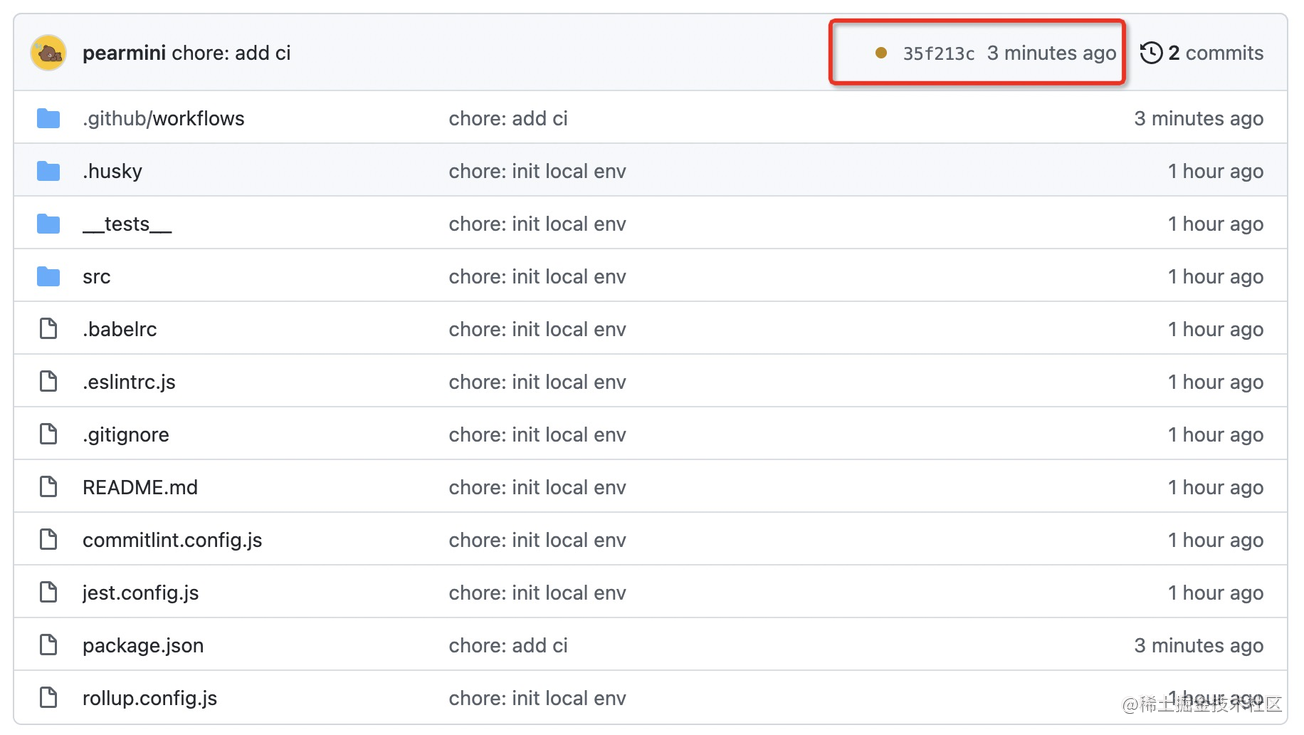 pearmini chore: add ci 35f213c 3 minutes ago 2 commits
.github/workflows chore: add ci 3 minutes ago
.husky chore: init local env 1 hour ago
__tests__ chore: init local env 1 hour ago
src chore: init local env 1 hour ago
.babelrc chore: init local env 1 hour ago
.eslintrc.js chore: init local env 1 hour ago
.gitignore chore: init local env 1 hour ago
README.md chore: init local env 1 hour ago
commitlint.config.js chore: init local env 1 hour ago
jest.config.js chore: init local env 1 hour ago
package.json chore: add ci 3 minutes ago
rollup.config.js chore: init local env 1 hour ago
@稀土掘金技术社区